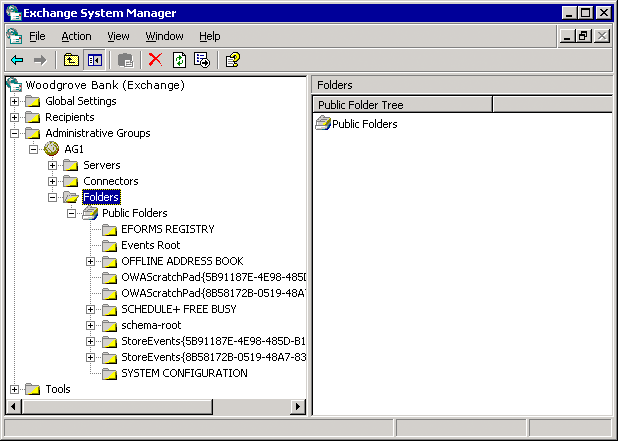 Exchange System Manager
File Action View Window Help
Woodgrove Bank (Exchange)
Global Settings
Recipients
Administrative Groups
AG1
Servers
Connectors
Folders
Public Folders
EFORMS REGISTRY
Events Root
OFFLINE ADDRESS BOOK
OWAScratchPad{5B91187E-4E98-485D
OWAScratchPad{8B58172B-0519-48A7
SCHEDULE+ FREE BUSY
schema-root
StoreEvents{5B91187E-4E98-485D-B1
StoreEvents{8B58172B-0519-48A7-83
SYSTEM CONFIGURATION
Tools
Folders
Public Folder Tree
Public Folders